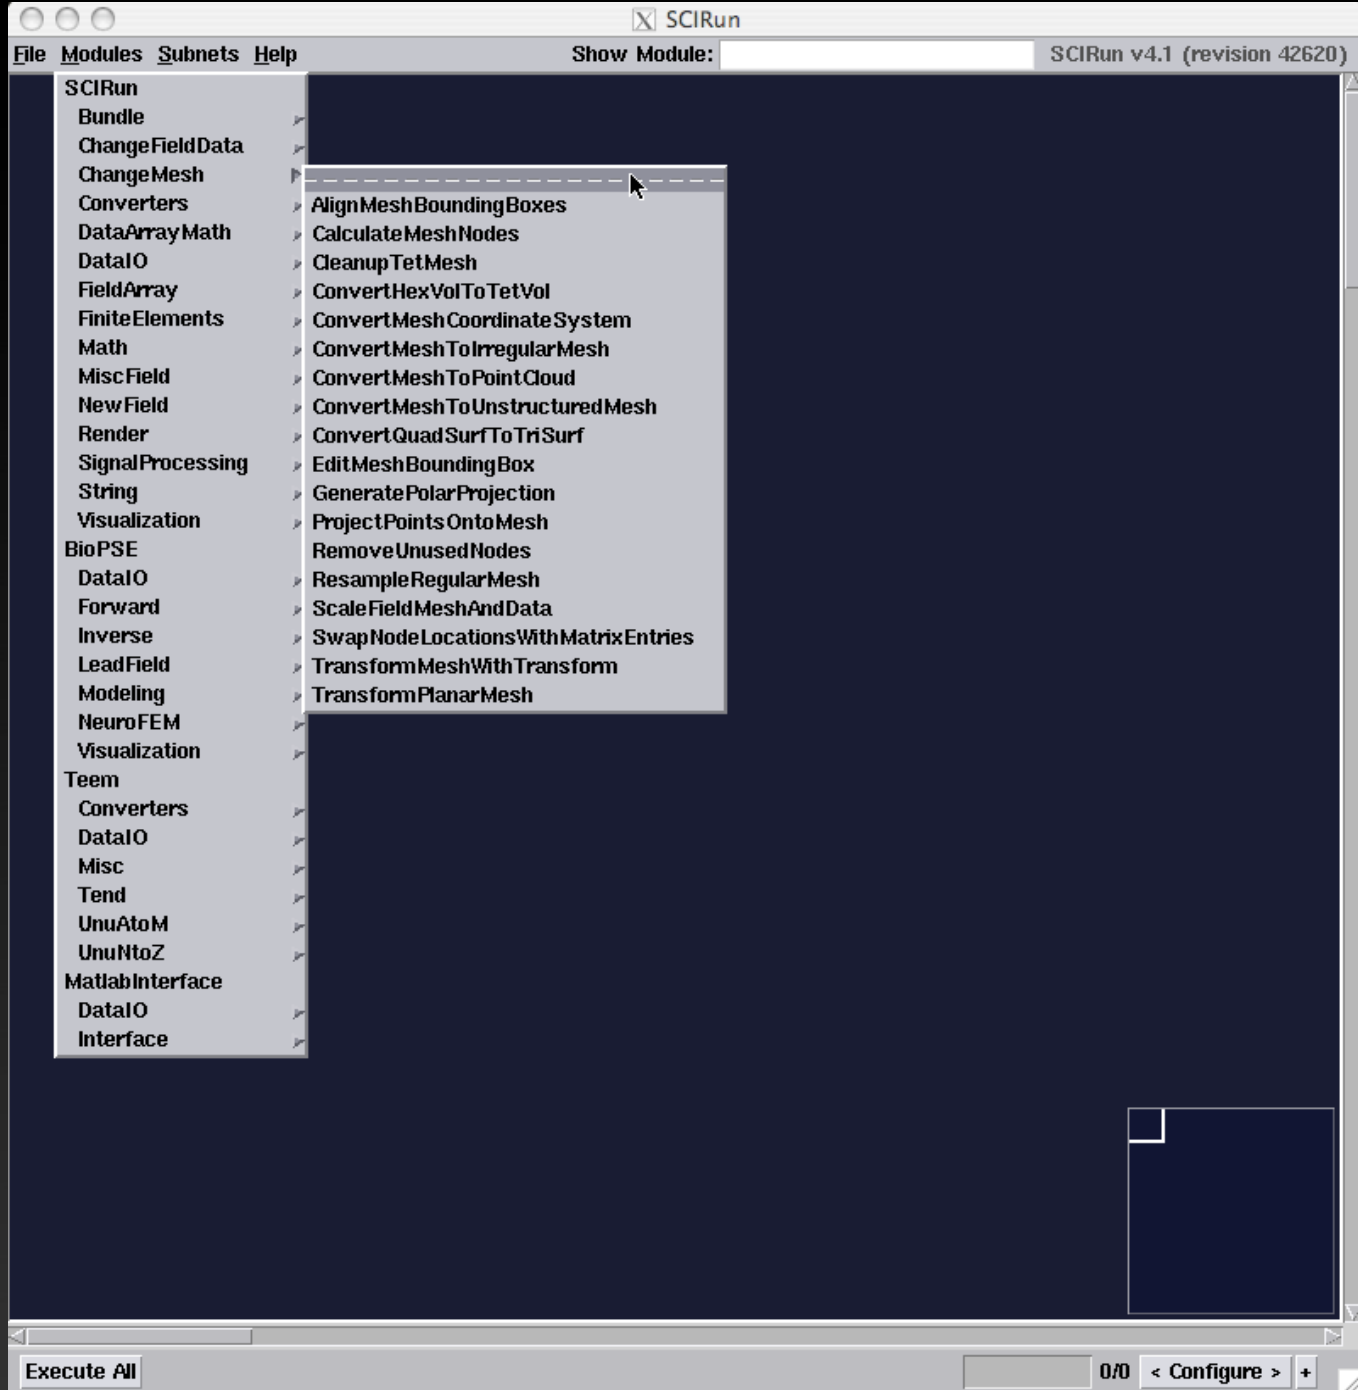 SCIRun
File Modules Subnets Help Show Module: SCIRun v4.1 (revision 42620)
SCIRun
Bundle
ChangeFieldData
ChangeMesh
Converters
DataArrayMath
DataIO
FieldArray
FiniteElements
Math
MiscField
NewField
Render
SignalProcessing
String
Visualization
BioPSE
DataIO
Forward
Inverse
LeadField
Modeling
NeuroFEM
Visualization
Teem
Converters
DataIO
Misc
Tend
UnuAtoM
UnuNtoZ
MatlabInterface
DataIO
Interface
AlignMeshBoundingBoxes
CalculateMeshNodes
CleanupTetMesh
ConvertHexVolToTetVol
ConvertMeshCoordinateSystem
ConvertMeshToIrregularMesh
ConvertMeshToPointCloud
ConvertMeshToUnstructuredMesh
ConvertQuadSurfToTriSurf
EditMeshBoundingBox
GeneratePolarProjection
ProjectPointsOntoMesh
RemoveUnusedNodes
ResampleRegularMesh
ScaleFieldMeshAndData
SwapNodeLocationsWithMatrixEntries
TransformMeshWithTransform
TransformPlanarMesh
Execute All 0/0 < Configure > +